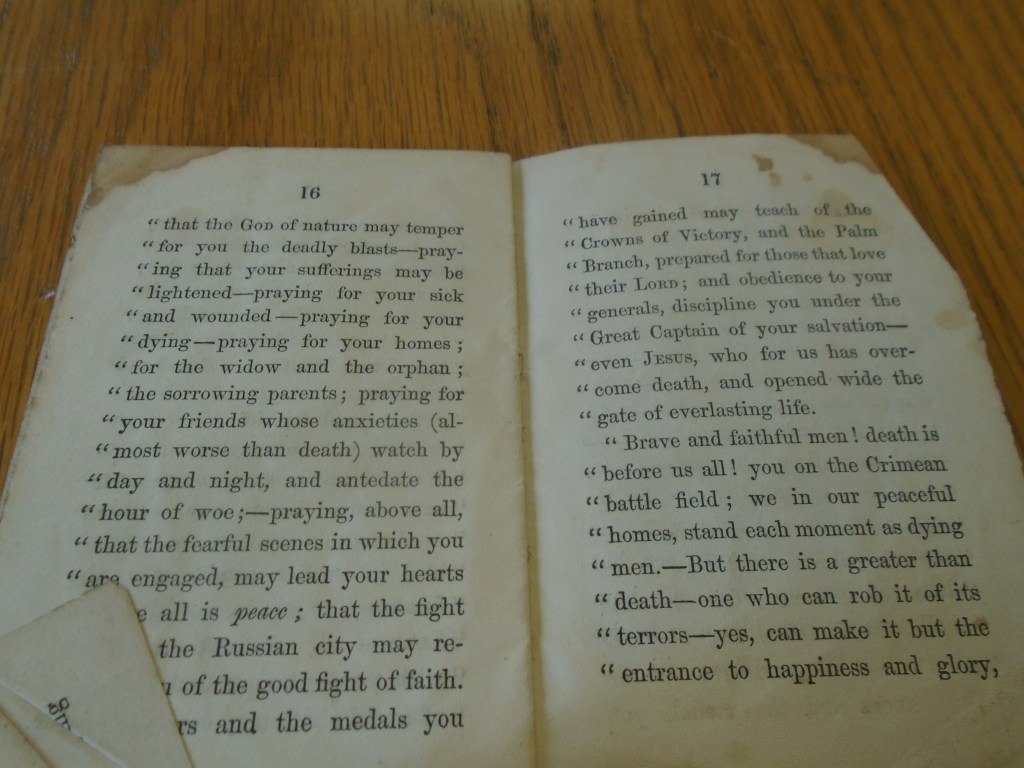 16
“ that the GOD of nature may temper
“ for you the deadly blasts—pray-
“ ing that your sufferings may be
“ lightened—praying for your sick
“ and wounded—praying for your
“ dying—praying for your homes ;
“ for the widow and the orphan ;
“ the sorrowing parents ; praying for
“ your friends whose anxieties (al-
“ most worse than death) watch by
“ day and night, and antedate the
“ hour of woe ;—praying, above all,
“ that the fearful scenes in which you
“ are engaged, may lead your hearts
all is peace ; that the fight
the Russian city may re-
of the good fight of faith.
and the medals you
17
“ have gained may teach of the
“ Crowns of Victory, and the Palm
“ Branch, prepared for those that love
“ their LORD ; and obedience to your
“ generals, discipline you under the
“ Great Captain of your salvation—
“ even JESUS, who for us has over-
“ come death, and opened wide the
“ gate of everlasting life.
“ Brave and faithful men ! death is
“ before us all ! you on the Crimean
“ battle field ; we in our peaceful
“ homes, stand each moment as dying
“ men.—But there is a greater than
“ death—one who can rob it of its
“ terrors—yes, can make it but the
“ entrance to happiness and glory,